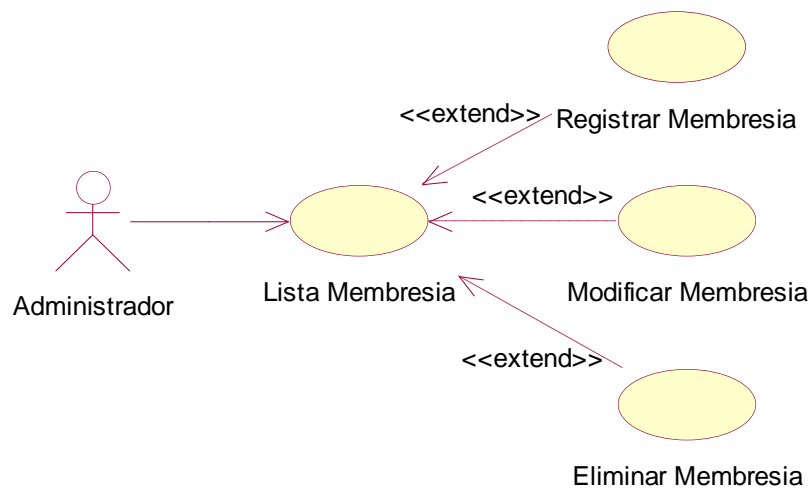 <<extend>>
Registrar Membresia
<<extend>>
Administrador
Lista Membresia
Modificar Membresia
<<extend>>
Eliminar Membresia